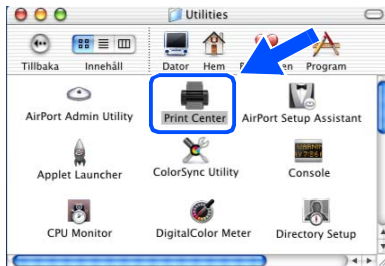 Utilities
Tillbaka Innehåll Dator Hem Program
AirPort Admin Utility Print Center AirPort Setup Assistant
Applet Launcher ColorSync Utility Console
CPU Monitor DigitalColor Meter Directory Setup